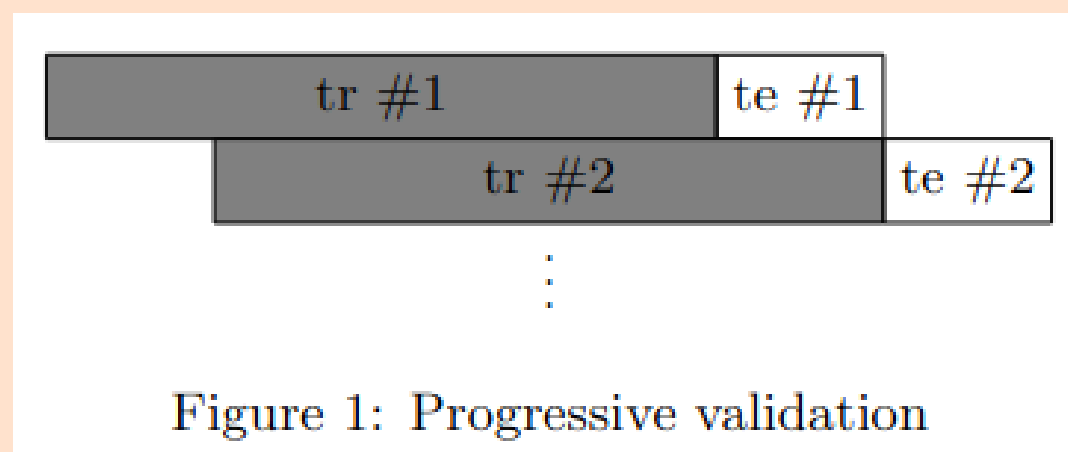 tr #1 te #1
tr #2 te #2
⋮
Figure 1: Progressive validation